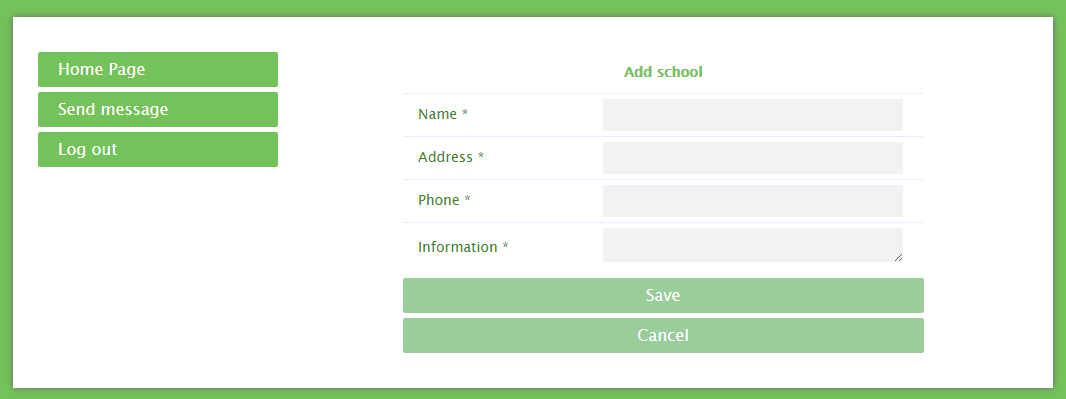 Home Page
Send message
Log out
Add school
Name *
Address *
Phone *
Information *
Save
Cancel